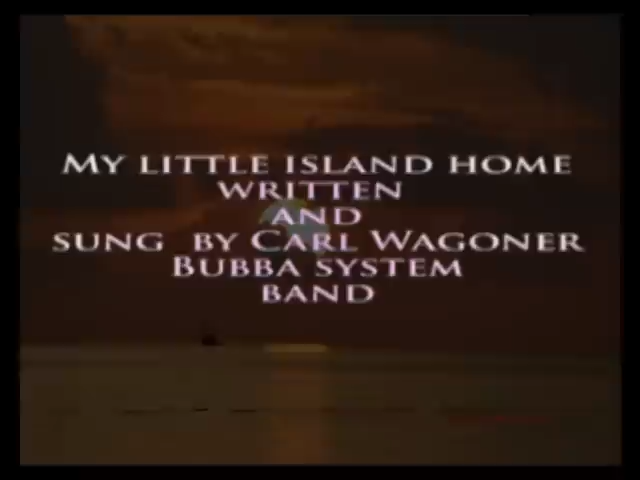 My little island home
written
and
sung by Carl Wagoner
Bubba system
band